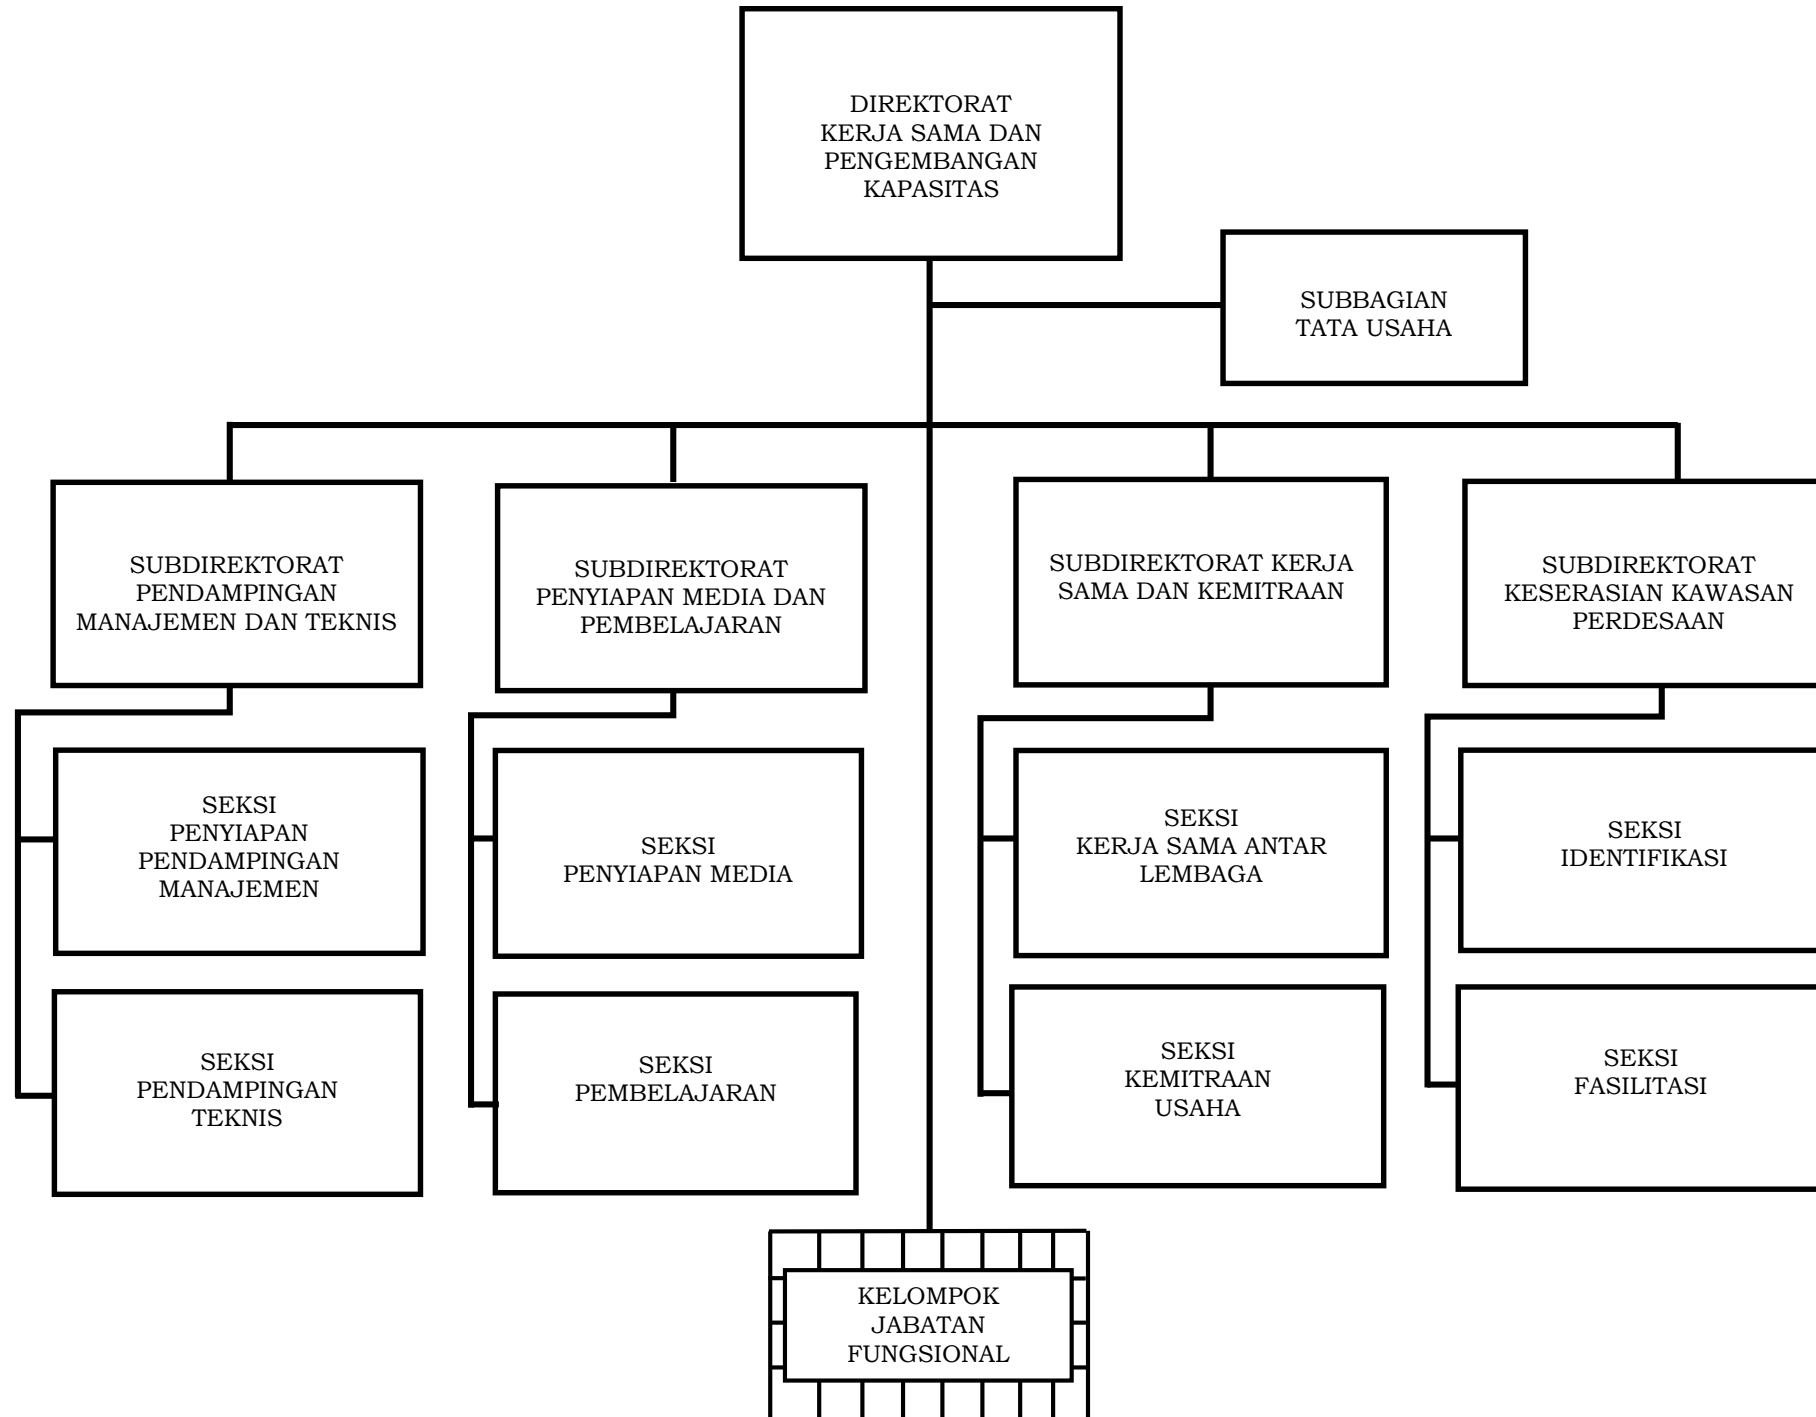 DIREKTORAT
KERJA SAMA DAN
PENGEMBANGAN
KAPASITAS
SUBBAGIAN
TATA USAHA
SUBDIREKTORAT
PENDAMPINGAN
MANAJEMEN DAN TEKNIS
SUBDIREKTORAT
PENYIAPAN MEDIA DAN
PEMBELAJARAN
SUBDIREKTORAT KERJA
SAMA DAN KEMITRAAN
SUBDIREKTORAT
KESERASIAN KAWASAN
PERDESAAN
SEKSI
PENYIAPAN
PENDAMPINGAN
MANAJEMEN
SEKSI
PENYIAPAN MEDIA
SEKSI
KERJA SAMA ANTAR
LEMBAGA
SEKSI
IDENTIFIKASI
SEKSI
PENDAMPINGAN
TEKNIS
SEKSI
PEMBELAJARAN
SEKSI
KEMITRAAN
USAHA
SEKSI
FASILITASI
KELOMPOK
JABATAN
FUNGSIONAL